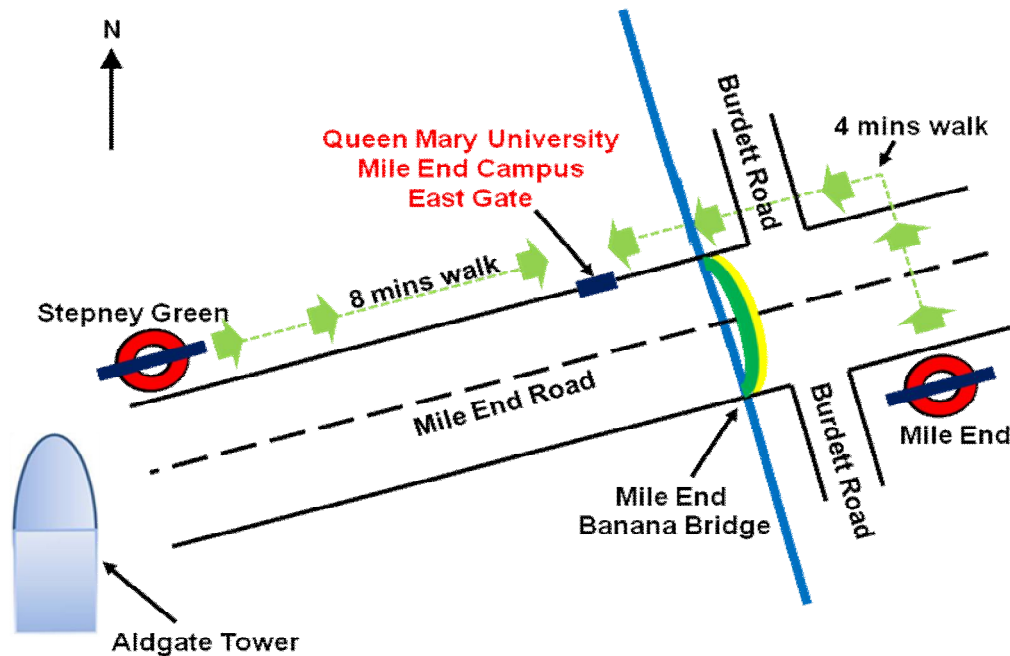 N
Burdett Road
4 mins walk
Queen Mary University
Mile End Campus
East Gate
8 mins walk
Stepney Green
Mile End Road
Mile End
Burdett Road
Mile End
Banana Bridge
Aldgate Tower